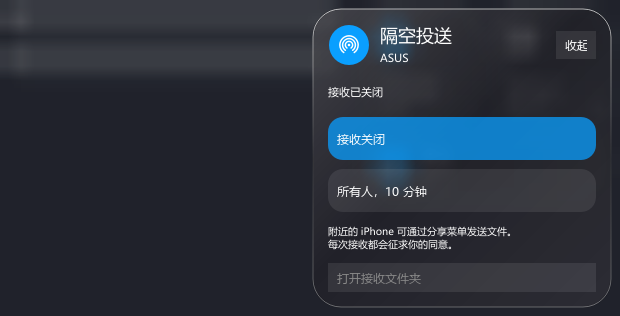 隔空投送
收起
ASUS
接收已关闭
接收关闭
所有人，10 分钟
附近的 iPhone 可通过分享菜单发送文件。
每次接收都会征求你的同意。
打开接收文件夹